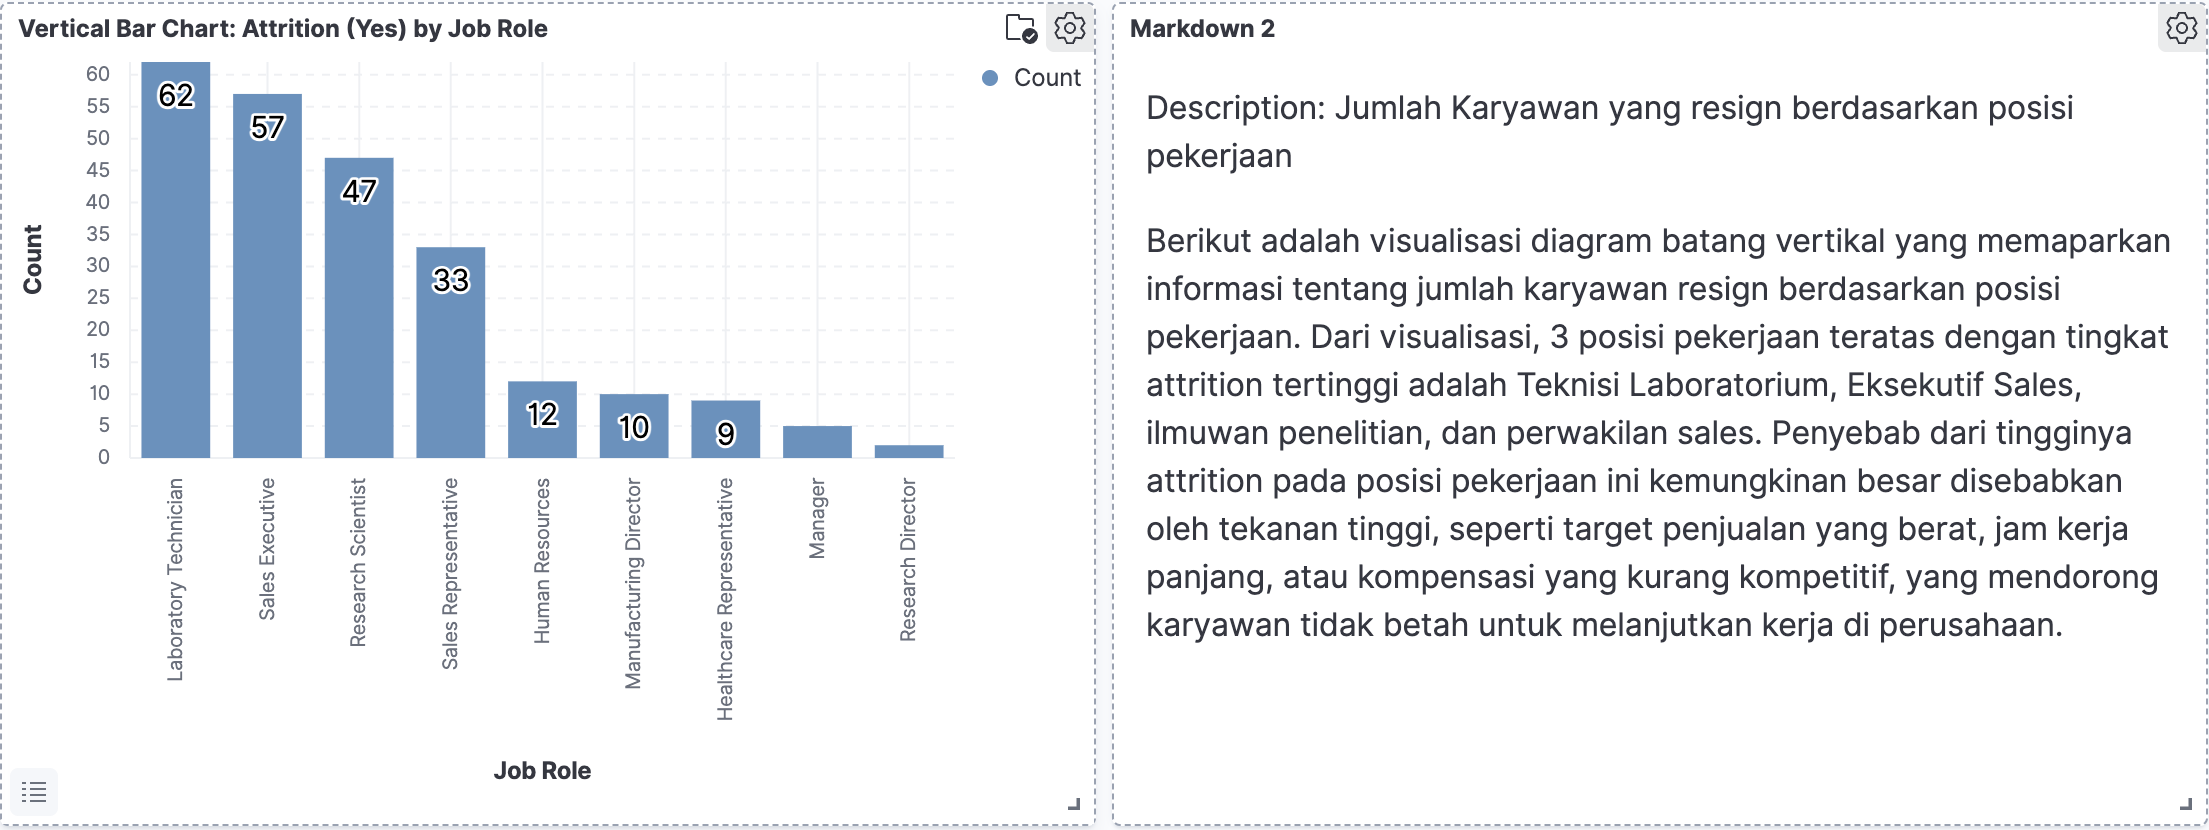 Vertical Bar Chart: Attrition (Yes) by Job Role
Count
60
55
50
45
40
35
30
25
20
15
10
5
0
62
57
47
33
12
10
9
Laboratory Technician
Sales Executive
Research Scientist
Sales Representative
Human Resources
Manufacturing Director
Healthcare Representative
Manager
Research Director
Job Role
Count
Markdown 2
Description: Jumlah Karyawan yang resign berdasarkan posisi
pekerjaan
Berikut adalah visualisasi diagram batang vertikal yang memaparkan
informasi tentang jumlah karyawan resign berdasarkan posisi
pekerjaan. Dari visualisasi, 3 posisi pekerjaan teratas dengan tingkat
attrition tertinggi adalah Teknisi Laboratorium, Eksekutif Sales,
ilmuwan penelitian, dan perwakilan sales. Penyebab dari tingginya
attrition pada posisi pekerjaan ini kemungkinan besar disebabkan
oleh tekanan tinggi, seperti target penjualan yang berat, jam kerja
panjang, atau kompensasi yang kurang kompetitif, yang mendorong
karyawan tidak betah untuk melanjutkan kerja di perusahaan.